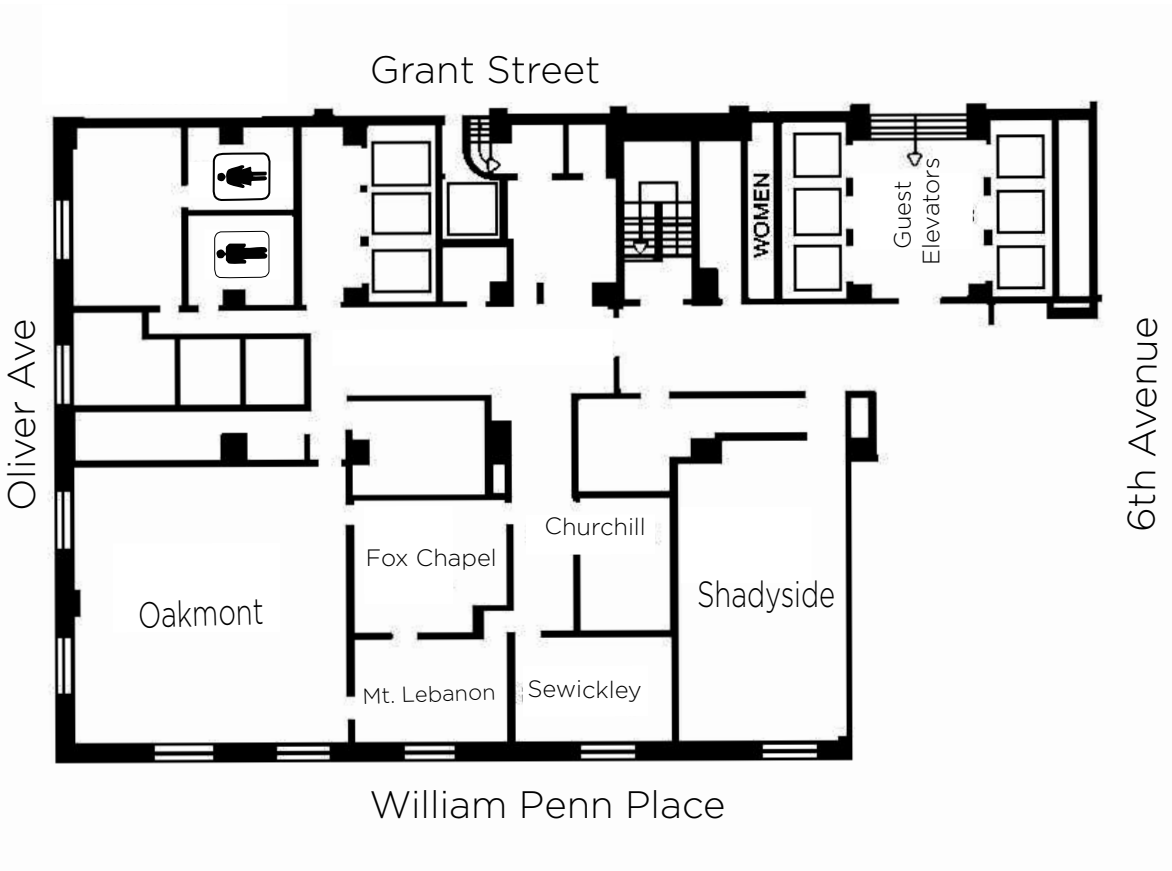 Grant Street
WOMEN
Guest
Elevators
Oliver Ave
6th Avenue
Churchill
Fox Chapel
Oakmont
Shadyside
Mt. Lebanon
Sewickley
William Penn Place